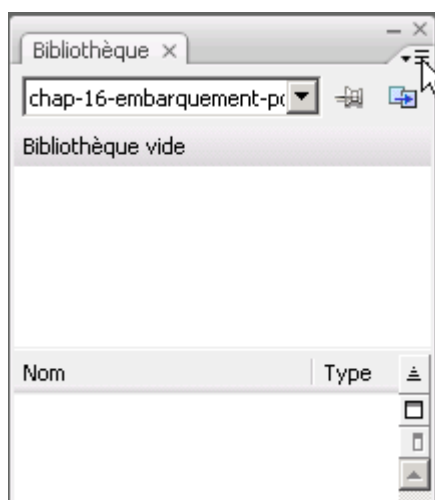 Bibliothèque
chap-16-embarquement-po
Bibliothèque vide
Nom Type